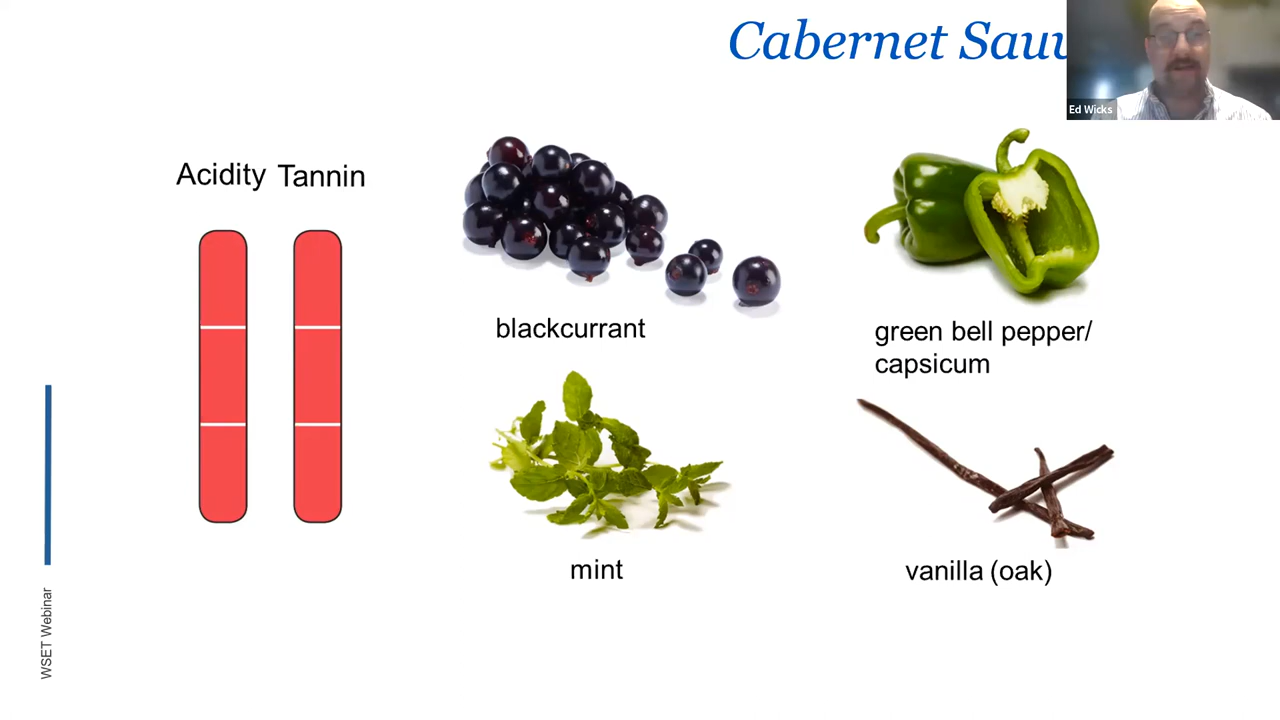 Cabernet Sauv
Ed Wicks
Acidity Tannin
blackcurrant
green bell pepper/
capsicum
mint
vanilla (oak)
WSET Webinar